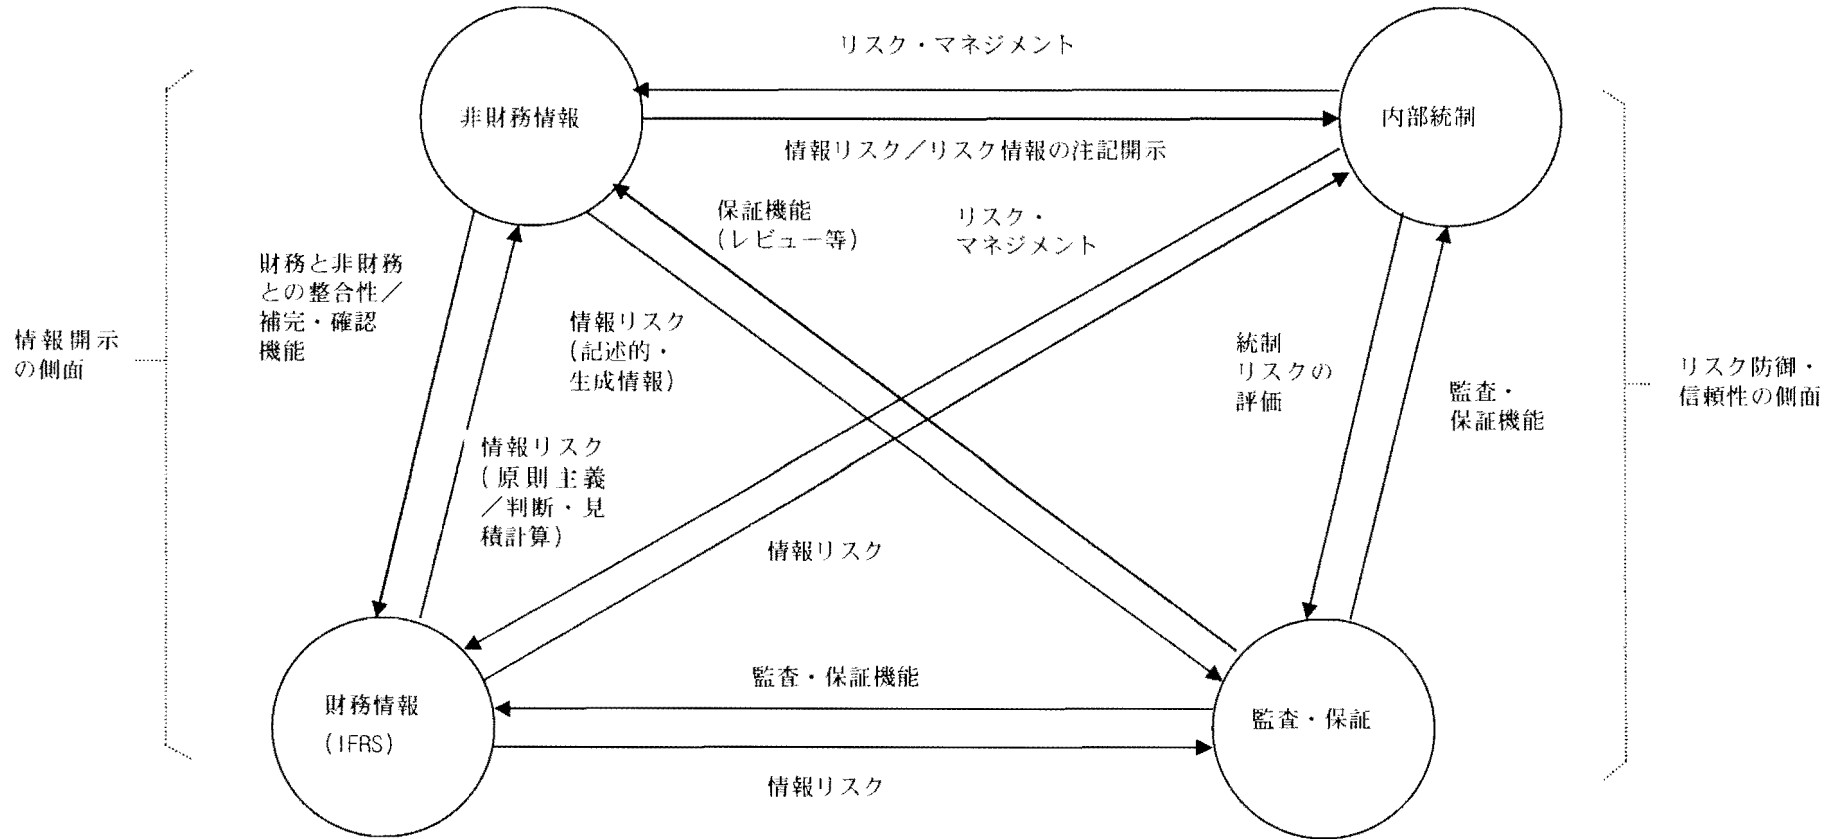 リスク・マネジメント
非財務情報
内部統制
情報リスク／リスク情報の注記開示
保証機能
（レビュー等）
リスク・
マネジメント
財務と非財務
との整合性／
補完・確認
機能
情報リスク
（記述的・
生成情報）
情報開示
の側面
統制
リスクの
評価
監査・
保証機能
リスク防御・
信頼性の側面
情報リスク
（原則主義
／判断・見
積計算）
情報リスク
監査・保証機能
財務情報
（IFRS）
監査・保証
情報リスク